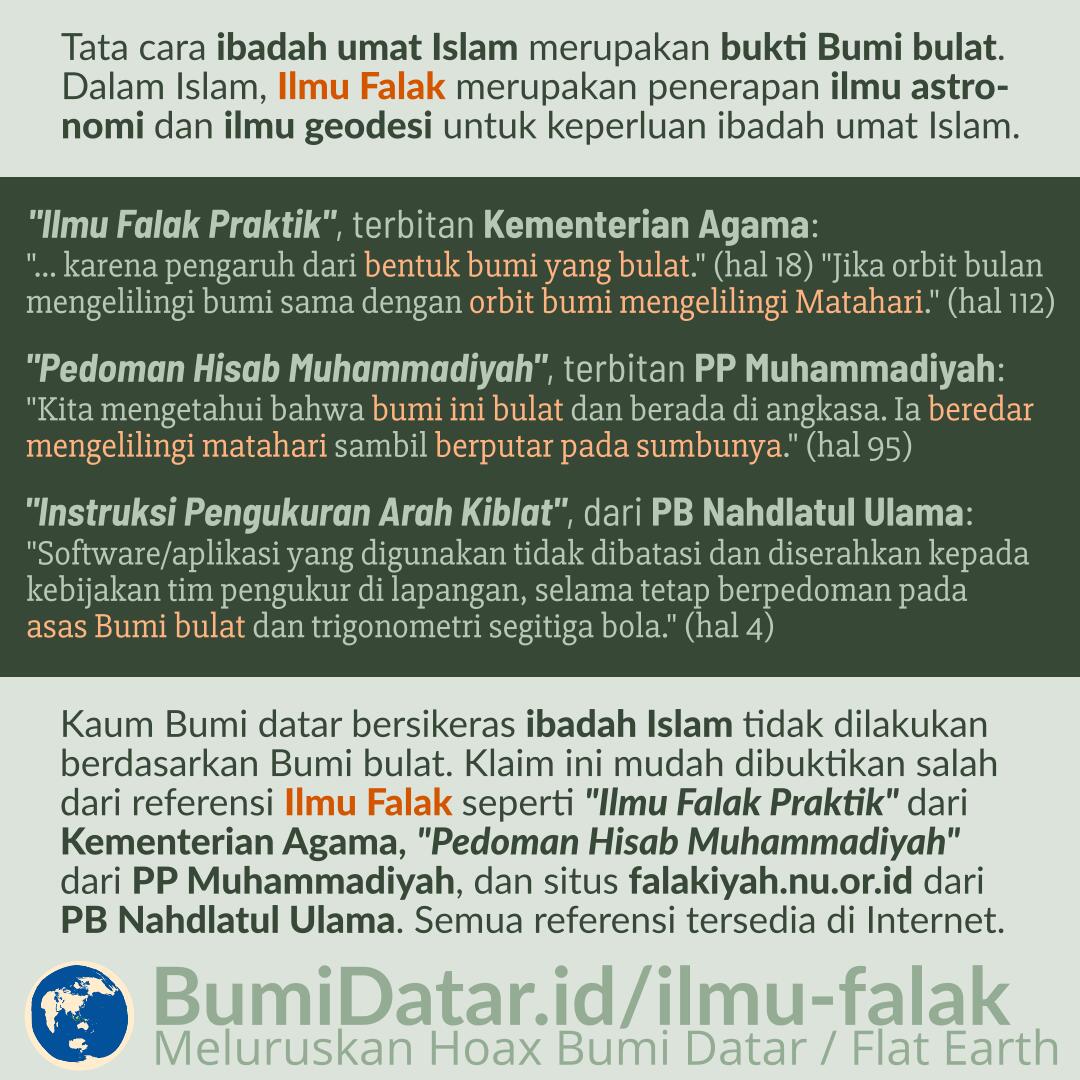 Tata cara ibadah umat Islam merupakan bukti Bumi bulat.
Dalam Islam, Ilmu Falak merupakan penerapan ilmu astro-
nomi dan ilmu geodesi untuk keperluan ibadah umat Islam.
"Ilmu Falak Praktik", terbitan Kementerian Agama:
"... karena pengaruh dari bentuk bumi yang bulat." (hal 18) "Jika orbit bulan
mengelilingi bumi sama dengan orbit bumi mengelilingi Matahari." (hal 112)
"Pedoman Hisab Muhammadiyah", terbitan PP Muhammadiyah:
"Kita mengetahui bahwa bumi ini bulat dan berada di angkasa. Ia beredar
mengelilingi matahari sambil berputar pada sumbunya." (hal 95)
"Instruksi Pengukuran Arah Kiblat", dari PB Nahdlatul Ulama:
"Software/aplikasi yang digunakan tidak dibatasi dan diserahkan kepada
kebijakan tim pengukur di lapangan, selama tetap berpedoman pada
asas Bumi bulat dan trigonometri segitiga bola." (hal 4)
Kaum Bumi datar bersikeras ibadah Islam tidak dilakukan
berdasarkan Bumi bulat. Klaim ini mudah dibuktikan salah
dari referensi Ilmu Falak seperti "Ilmu Falak Praktik" dari
Kementerian Agama, "Pedoman Hisab Muhammadiyah"
dari PP Muhammadiyah, dan situs falakiyah.nu.or.id dari
PB Nahdlatul Ulama. Semua referensi tersedia di Internet.
BumiDatar.id/ilmu-falak
Meluruskan Hoax Bumi Datar / Flat Earth